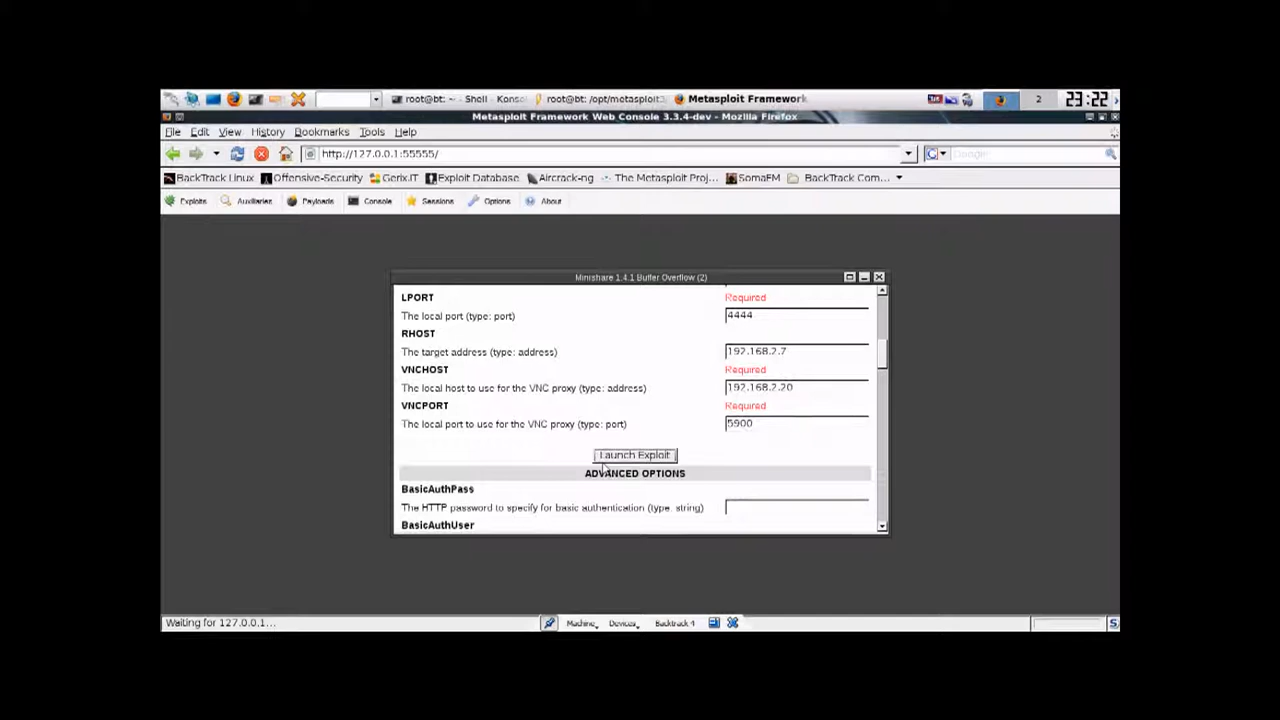 root@bt: ~ - Shell - Konso
root@bt: /opt/metasploit3
Metasploit Framework
2
23:22
Metasploit Framework Web Console 3.3.4-dev - Mozilla Firefox
File Edit View History Bookmarks Tools Help
http://127.0.0.1:55555/
Google
BackTrack Linux Offensive-Security Gerix.IT Exploit Database Aircrack-ng The Metasploit Proj... SomaFM BackTrack Com...
Exploits Auxiliaries Payloads Console Sessions Options About
Minishare 1.4.1 Buffer Overflow (2)
LPORT Required
The local port (type: port) 4444
RHOST
The target address (type: address) 192.168.2.7
VNCHOST Required
The local host to use for the VNC proxy (type: address) 192.168.2.20
VNCPORT Required
The local port to use for the VNC proxy (type: port) 5900
Launch Exploit
ADVANCED OPTIONS
BasicAuthPass
The HTTP password to specify for basic authentication (type: string)
BasicAuthUser
Waiting for 127.0.0.1...
Machine Devices Backtrack 4
S